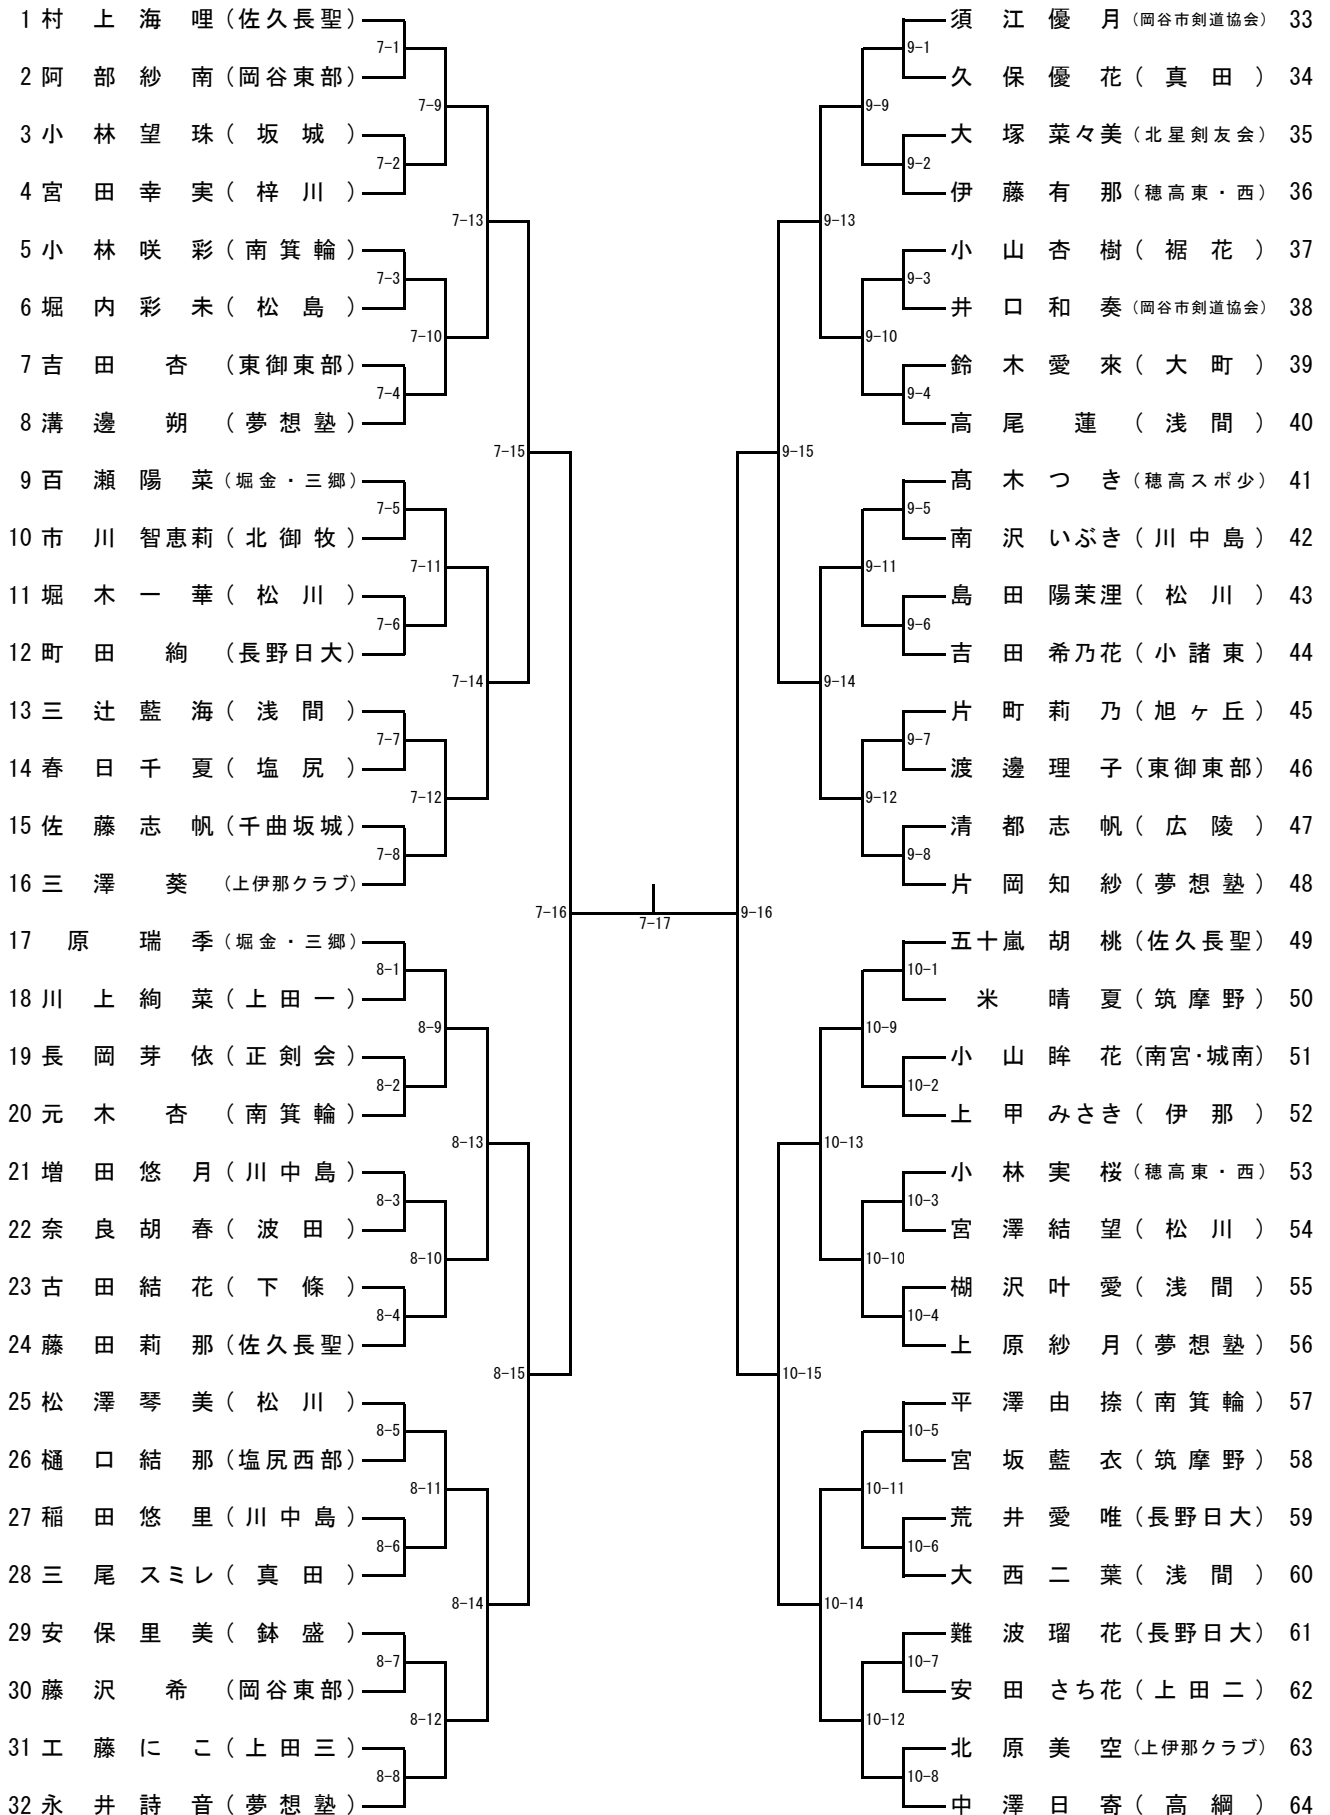 1 村上海哩(佐久長聖)
7-1
2 阿部紗南(岡谷東部)
7-9
3 小林望珠(坂城)
7-2
4 宮田幸実(梓川)
7-13
5 小林咲彩(南箕輪)
7-3
6 堀内彩未(松島)
7-10
7 吉田杏(東御東部)
7-4
8 溝邊朔(夢想塾)
7-15
9 百瀬陽菜(堀金・三郷)
7-5
10 市川智恵莉(北御牧)
7-11
11 堀木一華(松川)
7-6
12 町田絢(長野日大)
7-14
13 三辻藍海(浅間)
7-7
14 春日千夏(塩尻)
7-12
15 佐藤志帆(千曲坂城)
7-8
16 三澤葵(上伊那クラブ)
7-16
17 原瑞季(堀金・三郷)
8-1
18 川上絢菜(上田一)
8-9
19 長岡芽依(正剣会)
8-2
20 元木杏(南箕輪)
8-13
21 増田悠月(川中島)
8-3
22 奈良胡春(波田)
8-10
23 古田結花(下條)
8-4
24 藤田莉那(佐久長聖)
8-15
25 松澤琴美(松川)
8-5
26 樋口結那(塩尻西部)
8-11
27 稲田悠里(川中島)
8-6
28 三尾スミレ(真田)
8-14
29 安保里美(鉢盛)
8-7
30 藤沢希(岡谷東部)
8-12
31 工藤にこ(上田三)
8-8
32 永井詩音(夢想塾)
7-17
須江優月(岡谷市剣道協会) 33
9-1
久保優花(真田) 34
9-9
大塚菜々美(北星剣友会) 35
9-2
伊藤有那(穂高東・西) 36
9-13
小山杏樹(裾花) 37
9-3
井口和奏(岡谷市剣道協会) 38
9-10
鈴木愛來(大町) 39
9-4
高尾蓮(浅間) 40
9-15
髙木つき(穂高スポ少) 41
9-5
南沢いぶき(川中島) 42
9-11
島田陽茉浬(松川) 43
9-6
吉田希乃花(小諸東) 44
9-14
片町莉乃(旭ヶ丘) 45
9-7
渡邊理子(東御東部) 46
9-12
清都志帆(広陵) 47
9-8
片岡知紗(夢想塾) 48
9-16
五十嵐胡桃(佐久長聖) 49
10-1
米晴夏(筑摩野) 50
10-9
小山眸花(南宮・城南) 51
10-2
上甲みさき(伊那) 52
10-13
小林実桜(穂高東・西) 53
10-3
宮澤結望(松川) 54
10-10
楜沢叶愛(浅間) 55
10-4
上原紗月(夢想塾) 56
10-15
平澤由捺(南箕輪) 57
10-5
宮坂藍衣(筑摩野) 58
10-11
荒井愛唯(長野日大) 59
10-6
大西二葉(浅間) 60
10-14
難波瑠花(長野日大) 61
10-7
安田さち花(上田二) 62
10-12
北原美空(上伊那クラブ) 63
10-8
中澤日寄(高綱) 64